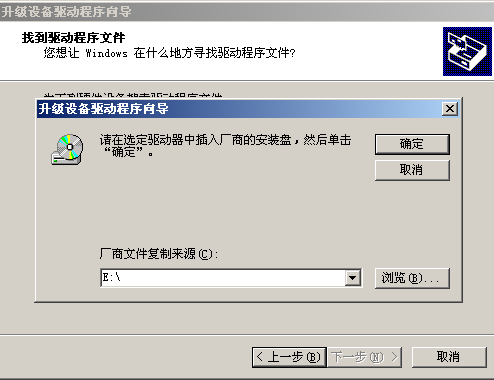 升级设备驱动程序向导
找到驱动程序文件
您想让 Windows 在什么地方寻找驱动程序文件?
升级设备驱动程序向导
请在选定驱动器中插入厂商的安装盘，然后单击
“确定”。
确定
取消
厂商文件复制来源(C):
E:\
浏览(B)...
< 上一步(B)
下一步(N) >
取消